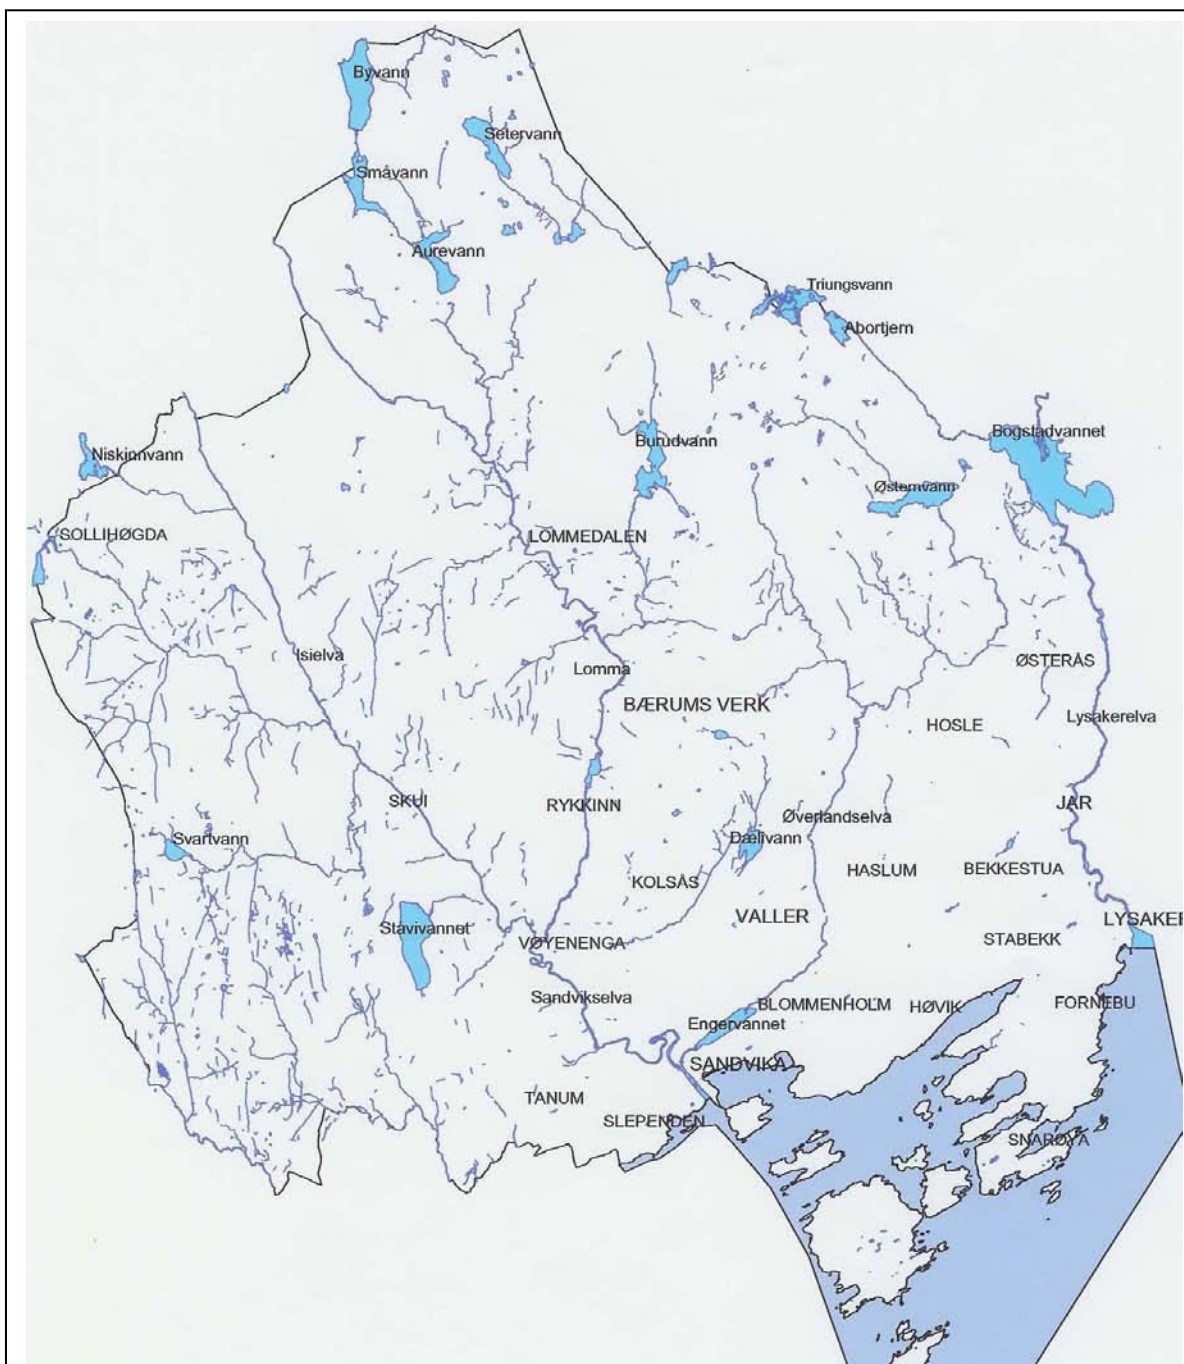 Byvann
Setervann
Småvann
Aurevann
Triungsvann
Abortjern
Burudvann
Bogstadvannet
Niskinnvann
Østernvann
SOLLIHØGDA
LOMMEDALEN
Isielva
Lomma
ØSTERÅS
BÆRUMS VERK
HOSLE
Lysakerelva
SKUI
RYKKINN
JAR
Øverlandselva
Svartvann
Dælivann
KOLSÅS
HASLUM
BEKKESTUA
VALLER
LYSAKER
Stavivannet
VØYENENGA
STABEKK
Sandvikselva
BLOMMENHOLM
HØVIK
FORNEBU
Engervannet
SANDVIKA
TANUM
SLEPENDEN
SNARØYA